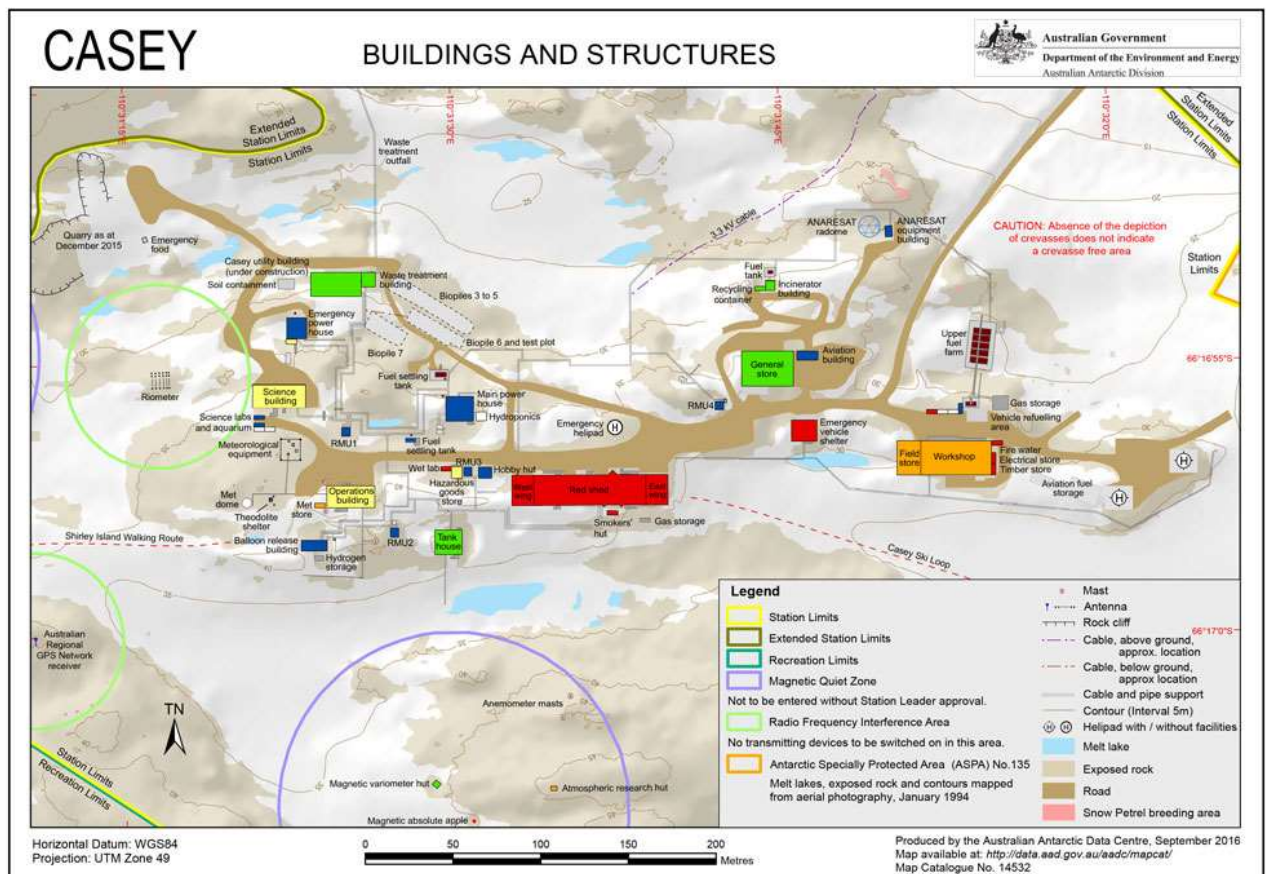 CASEY
BUILDINGS AND STRUCTURES
Australian Government
Department of the Environment and Energy
Australian Antarctic Division
110°31'15"E
110°31'30"E
110°31'45"E
110°32'0"E
Extended
Station Limits
Station Limits
Waste
treatment
outfall
Extended
Station Limits
Station Limits
Quarry as at
December 2015
Emergency
food
3.3 kV cable
ANARESAT
radome
ANARESAT
equipment
building
CAUTION: Absence of the depiction
of crevasses does not indicate
a crevasse free area
Station
Limits
Casey utility building
(under construction)
Soil containment
Waste treatment
building
Biopiles 3 to 5
Fuel
tank
Recycling
container
Incinerator
building
Emergency
power
house
Biopile 7
Biopile 6 and test plot
Upper
fuel
farm
66°16'55"S
General
store
Aviation
building
Riometer
Science
building
Fuel settling
tank
Main power
house
Hydroponics
RMU4
Gas storage
Vehicle refuelling
area
Science labs
and aquarium
RMU1
Fuel
settling tank
Emergency
helipad
H
Emergency
vehicle
shelter
Meteorological
equipment
Field
store
Workshop
Fire water
Electrical store
Timber store
H
Wet lab
RMU3
Hobby hut
Hazardous
goods
store
West
wing
Red shed
East
wing
Aviation fuel
storage
H
Met
dome
Theodolite
shelter
Met
store
Operations
building
Smokers'
hut
Gas storage
Shirley Island Walking Route
Balloon release
building
Hydrogen
storage
RMU2
Tank
house
Casey Ski Loop
Australian
Regional
GPS Network
receiver
TN
Station Limits
Recreation Limits
Anemometer masts
Magnetic variometer hut
Atmospheric research hut
Magnetic absolute apple
66°17'0"S
Legend
Station Limits
Extended Station Limits
Recreation Limits
Magnetic Quiet Zone
Not to be entered without Station Leader approval.
Radio Frequency Interference Area
No transmitting devices to be switched on in this area.
Antarctic Specially Protected Area (ASPA) No.135
Melt lakes, exposed rock and contours mapped
from aerial photography, January 1994
Mast
Antenna
Rock cliff
Cable, above ground,
approx. location
Cable, below ground,
approx location
Cable and pipe support
Contour (Interval 5m)
H H Helipad with / without facilities
Melt lake
Exposed rock
Road
Snow Petrel breeding area
Horizontal Datum: WGS84
Projection: UTM Zone 49
0 50 100 150 200
Metres
Produced by the Australian Antarctic Data Centre, September 2016
Map available at: http://data.aad.gov.au/aadc/mapcat/
Map Catalogue No. 14532